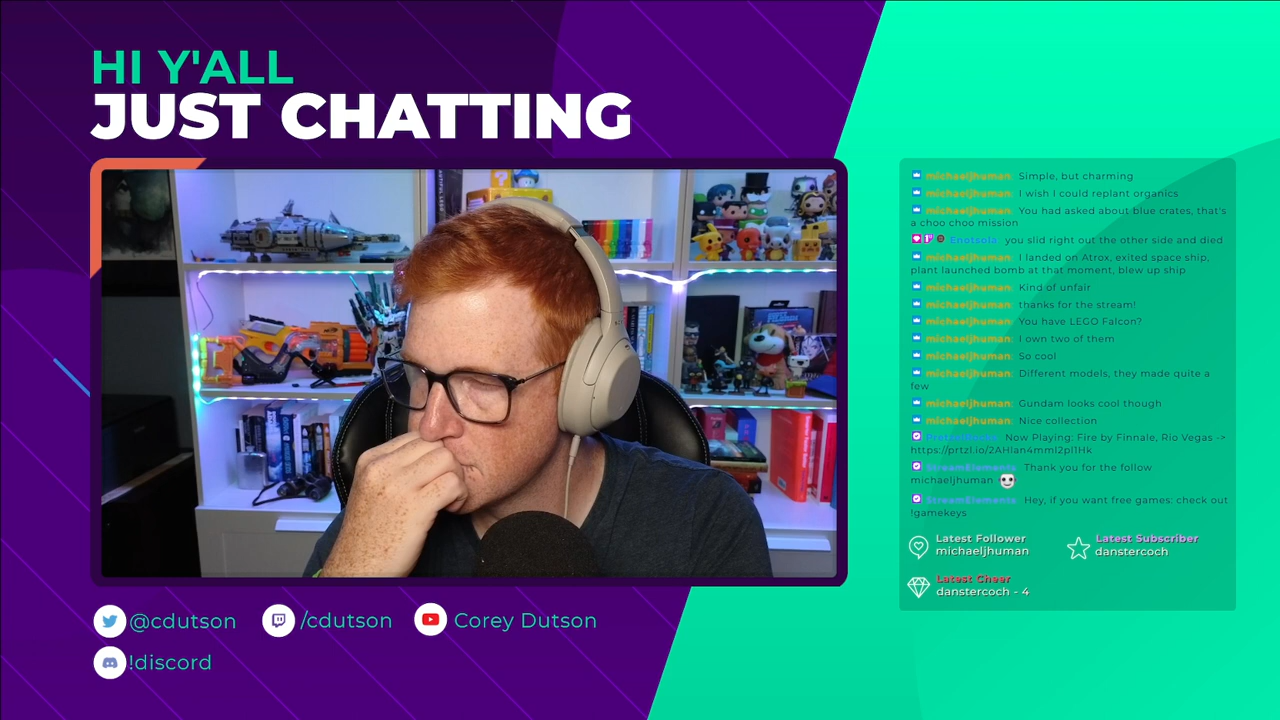 HI Y'ALL
JUST CHATTING
michaeljhuman: Simple, but charming
michaeljhuman: I wish I could replant organics
michaeljhuman: You had asked about blue crates, that's
a choo choo mission
Enotsola: you slid right out the other side and died
michaeljhuman: I landed on Atrox, exited space ship,
plant launched bomb at that moment, blew up ship
michaeljhuman: Kind of unfair
michaeljhuman: thanks for the stream!
michaeljhuman: You have LEGO Falcon?
michaeljhuman: I own two of them
michaeljhuman: So cool
michaeljhuman: Different models, they made quite a
few
michaeljhuman: Gundam looks cool though
michaeljhuman: Nice collection
Now Playing: Fire by Finnale, Rio Vegas ->
StreamElements: Thank you for the follow
michaeljhuman
StreamElements: Hey, if you want free games: check out
!gamekeys
Latest Follower
michaeljhuman
Latest Subscriber
danstercoch
Latest Cheer
danstercoch - 4
@cdutson
/cdutson
Corey Dutson
!discord